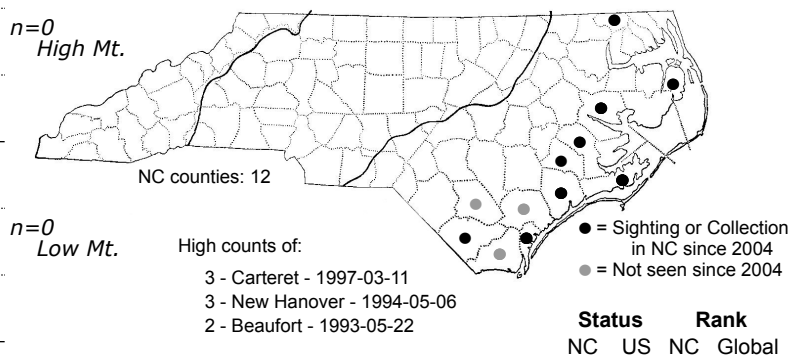 n=0
High Mt.
NC counties: 12
n=0
Low Mt.
High counts of:
3 - Carteret - 1997-03-11
3 - New Hanover - 1994-05-06
2 - Beaufort - 1993-05-22
= Sighting or Collection
in NC since 2004
= Not seen since 2004
Status Rank
NC US NC Global